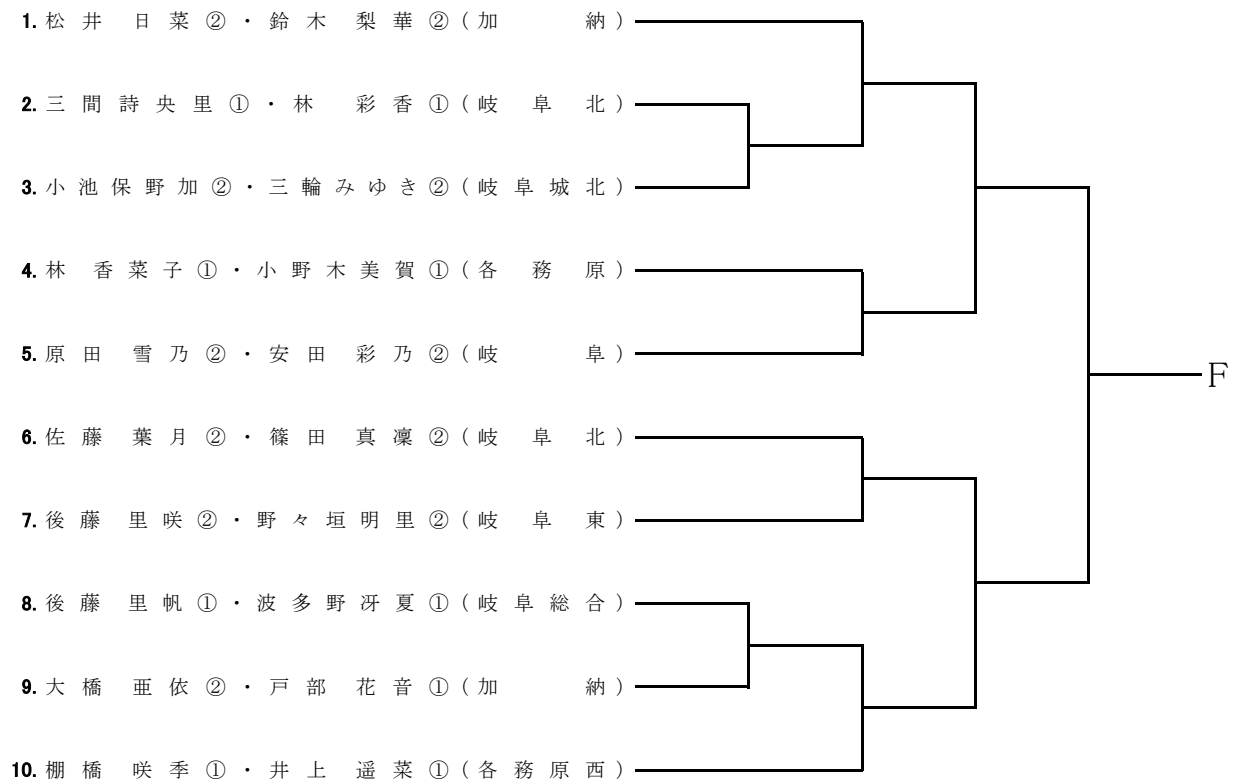 1. 松井 日菜②・鈴木 梨華②(加納)
2. 三間詩央里①・林 彩香①(岐阜北)
3. 小池保野加②・三輪みゆき②(岐阜城北)
4. 林 香菜子①・小野木美賀①(各務原)
5. 原田 雪乃②・安田 彩乃②(岐阜)
F
6. 佐藤 葉月②・篠田 真凜②(岐阜北)
7. 後藤 里咲②・野々垣明里②(岐阜東)
8. 後藤 里帆①・波多野冴夏①(岐阜総合)
9. 大橋 亜依②・戸部 花音①(加納)
10. 棚橋 咲季①・井上 遥菜①(各務原西)